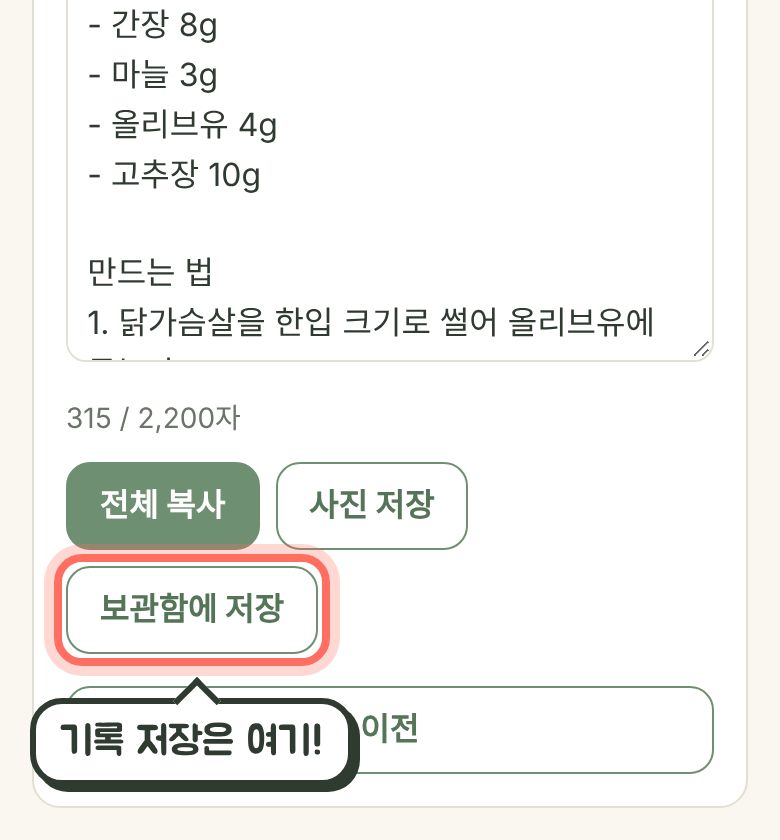 - 간장 8g
- 마늘 3g
- 올리브유 4g
- 고추장 10g
만드는 법
1. 닭가슴살을 한입 크기로 썰어 올리브유에
315 / 2,200자
전체 복사
사진 저장
보관함에 저장
이전
기록 저장은 여기!